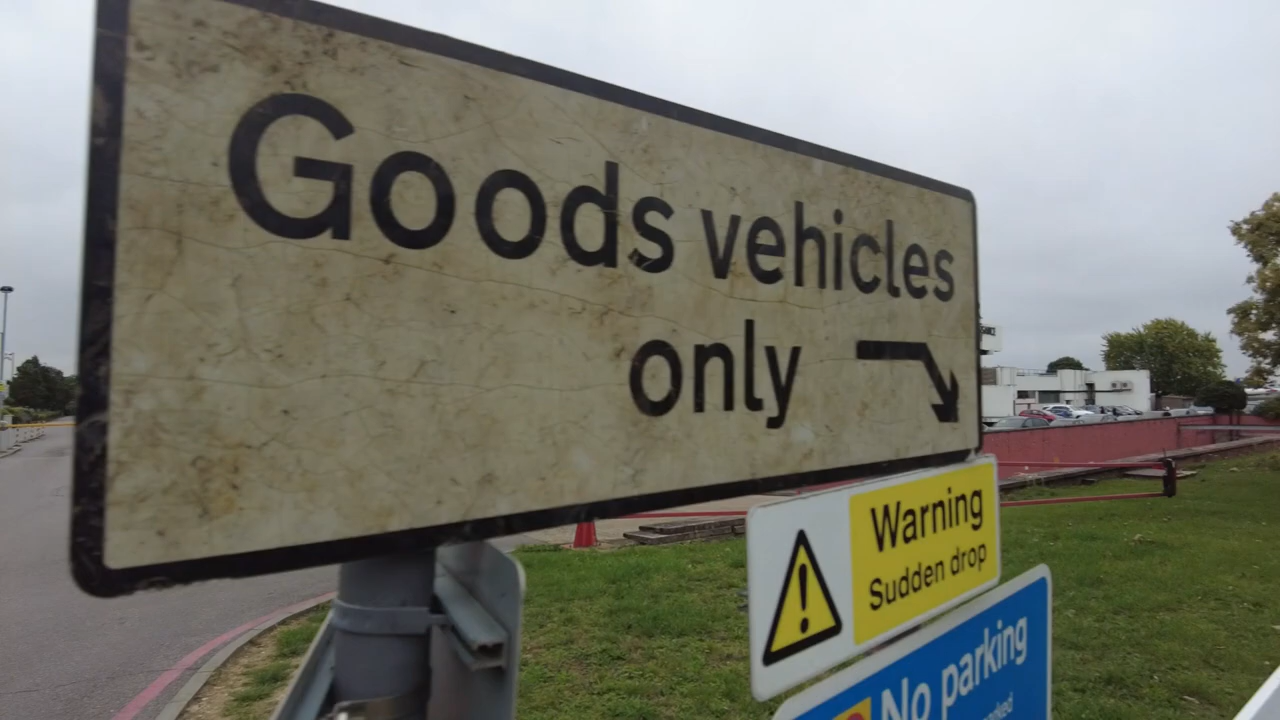 Goods vehicles
only
Warning
Sudden drop
No parking